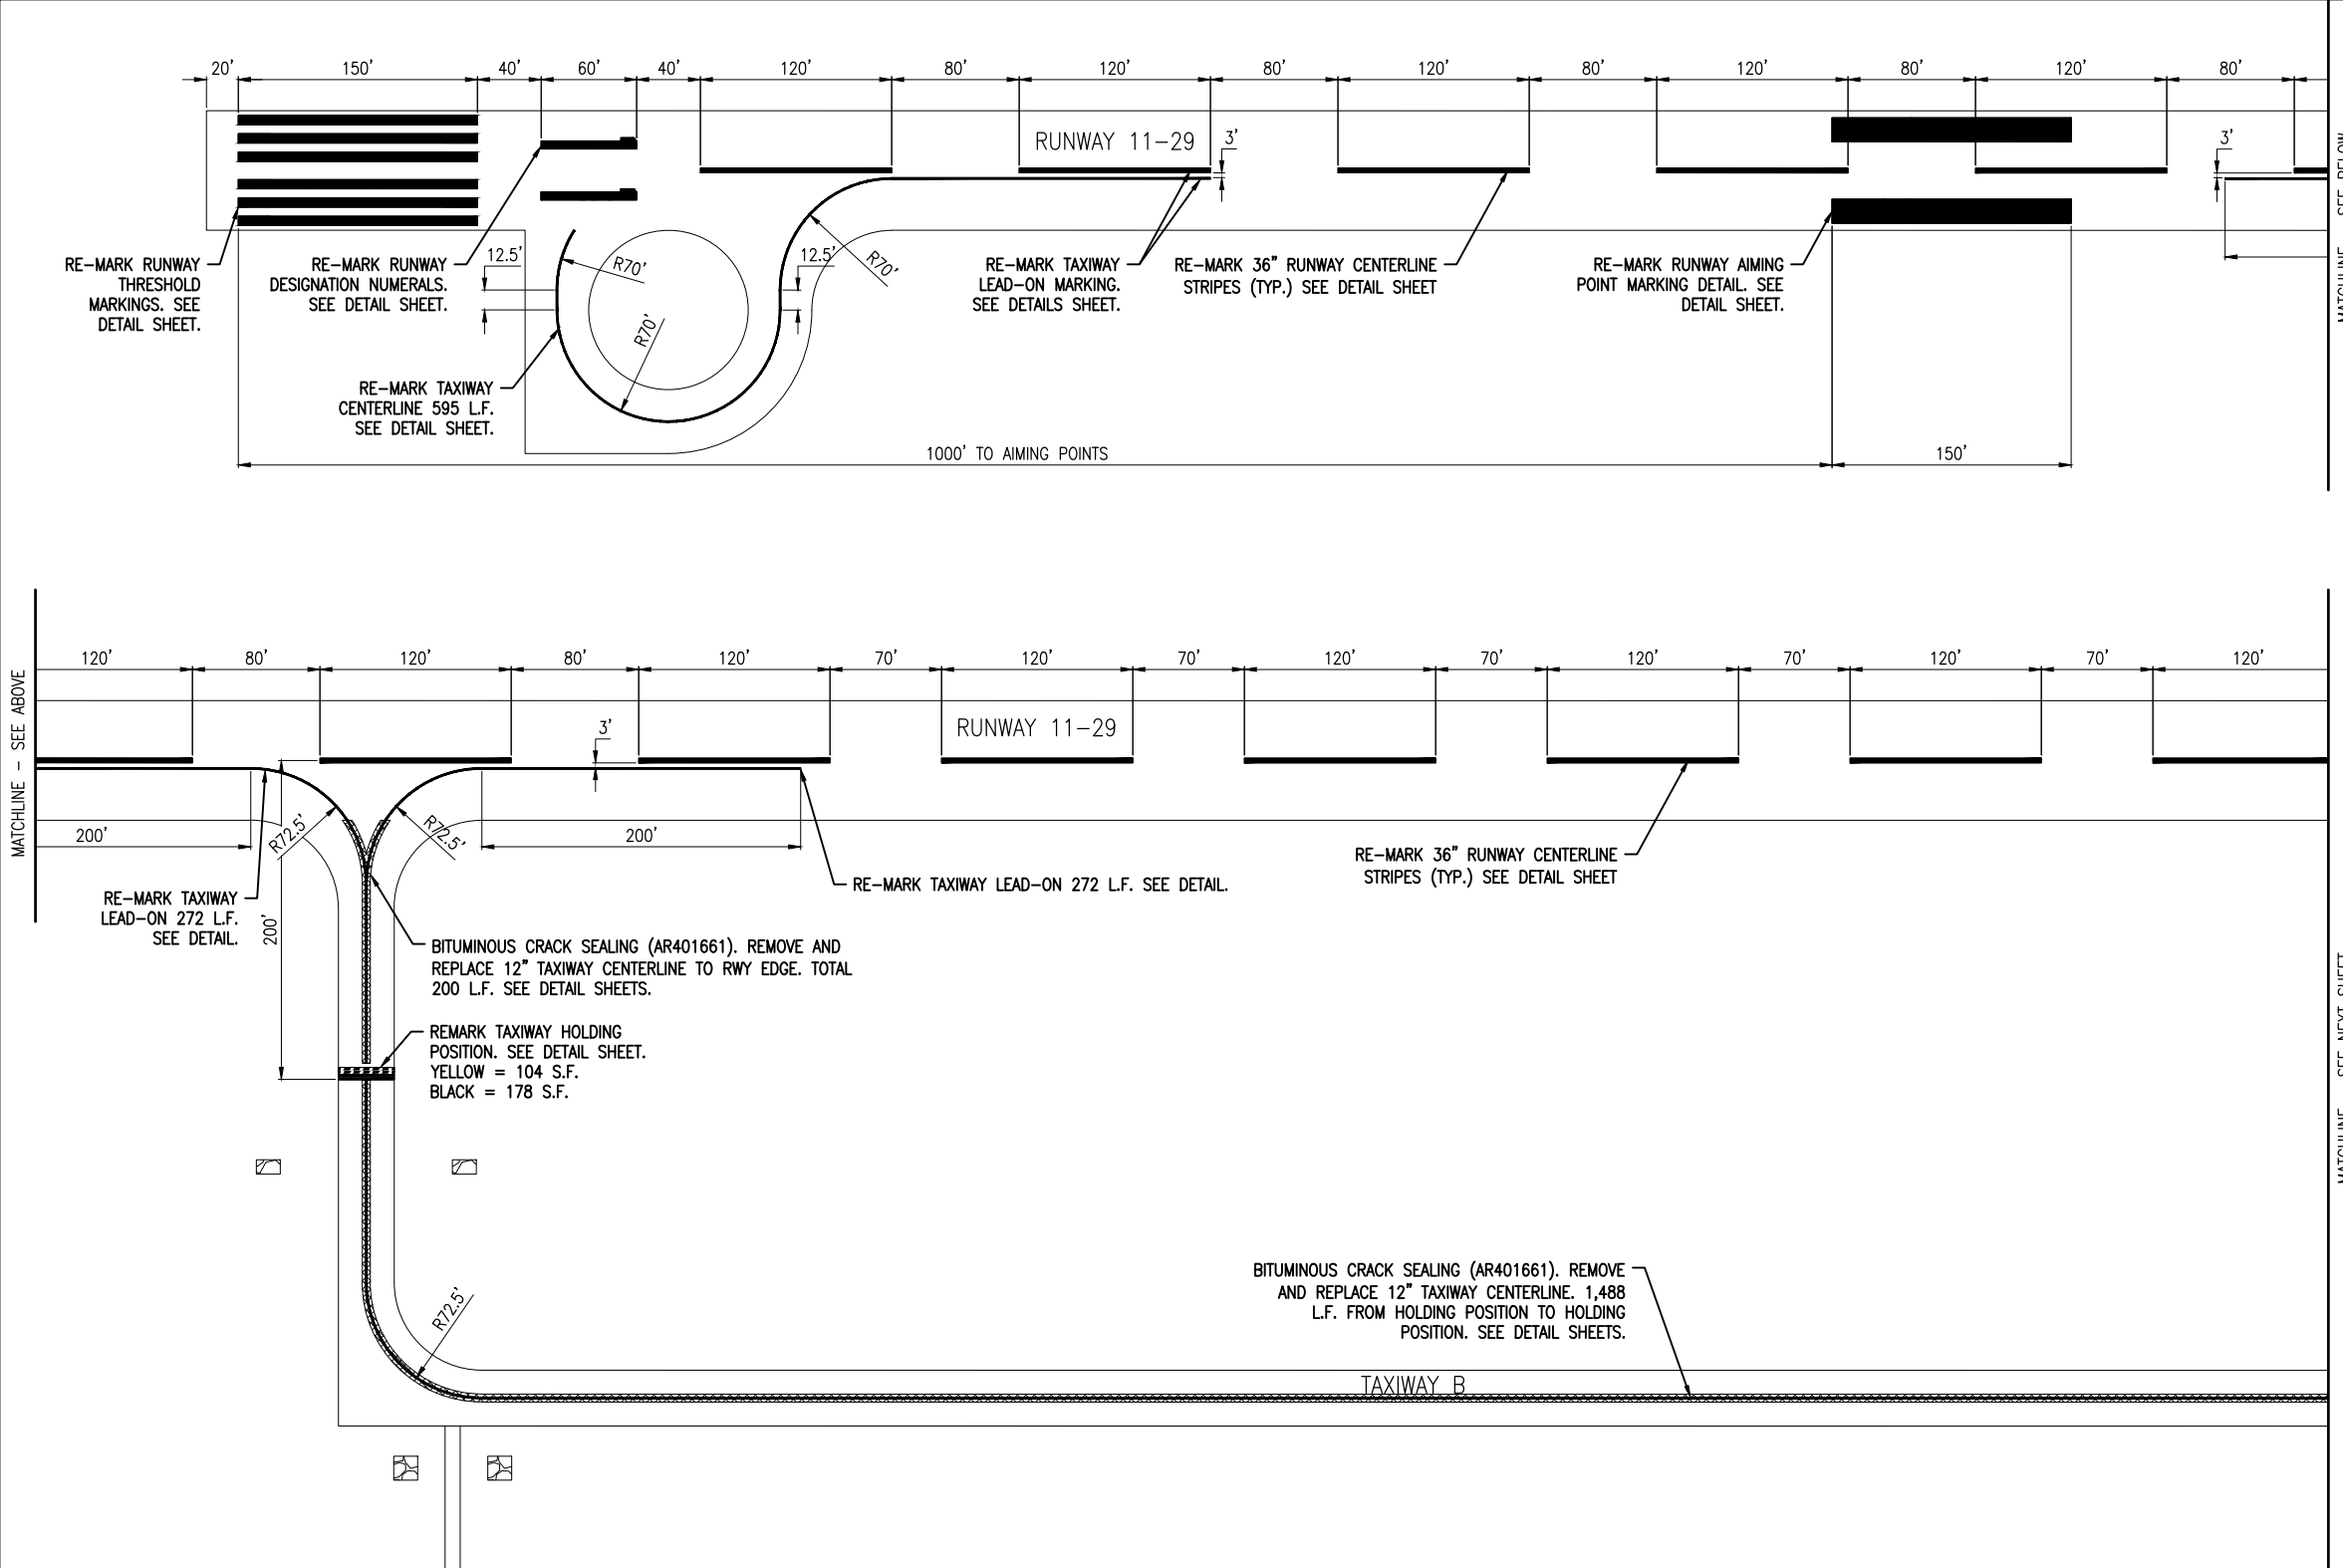 20' 150' 40' 60' 40' 120' 80' 120' 80' 120' 80' 120' 80' 120' 80'
RUNWAY 11-29
3'
3'
RE-MARK RUNWAY
THRESHOLD
MARKINGS. SEE
DETAIL SHEET.
RE-MARK RUNWAY
DESIGNATION NUMERALS.
SEE DETAIL SHEET.
12.5'
R70'
R70'
12.5'
R70'
RE-MARK TAXIWAY
LEAD-ON MARKING.
SEE DETAILS SHEET.
RE-MARK 36" RUNWAY CENTERLINE
STRIPES (TYP.) SEE DETAIL SHEET
RE-MARK RUNWAY AIMING
POINT MARKING DETAIL. SEE
DETAIL SHEET.
RE-MARK TAXIWAY
CENTERLINE 595 L.F.
SEE DETAIL SHEET.
1000' TO AIMING POINTS
150'
120' 80' 120' 80' 120' 70' 120' 70' 120' 70' 120' 70' 120' 70' 120'
MATCHLINE - SEE ABOVE
RUNWAY 11-29
3'
200'
R72.5'
R72.5'
200'
RE-MARK TAXIWAY
LEAD-ON 272 L.F.
SEE DETAIL.
200'
RE-MARK TAXIWAY LEAD-ON 272 L.F. SEE DETAIL.
RE-MARK 36" RUNWAY CENTERLINE
STRIPES (TYP.) SEE DETAIL SHEET
BITUMINOUS CRACK SEALING (AR401661). REMOVE AND
REPLACE 12" TAXIWAY CENTERLINE TO RWY EDGE. TOTAL
200 L.F. SEE DETAIL SHEETS.
REMARK TAXIWAY HOLDING
POSITION. SEE DETAIL SHEET.
YELLOW = 104 S.F.
BLACK = 178 S.F.
R72.5'
BITUMINOUS CRACK SEALING (AR401661). REMOVE
AND REPLACE 12" TAXIWAY CENTERLINE. 1,488
L.F. FROM HOLDING POSITION TO HOLDING
POSITION. SEE DETAIL SHEETS.
TAXIWAY B